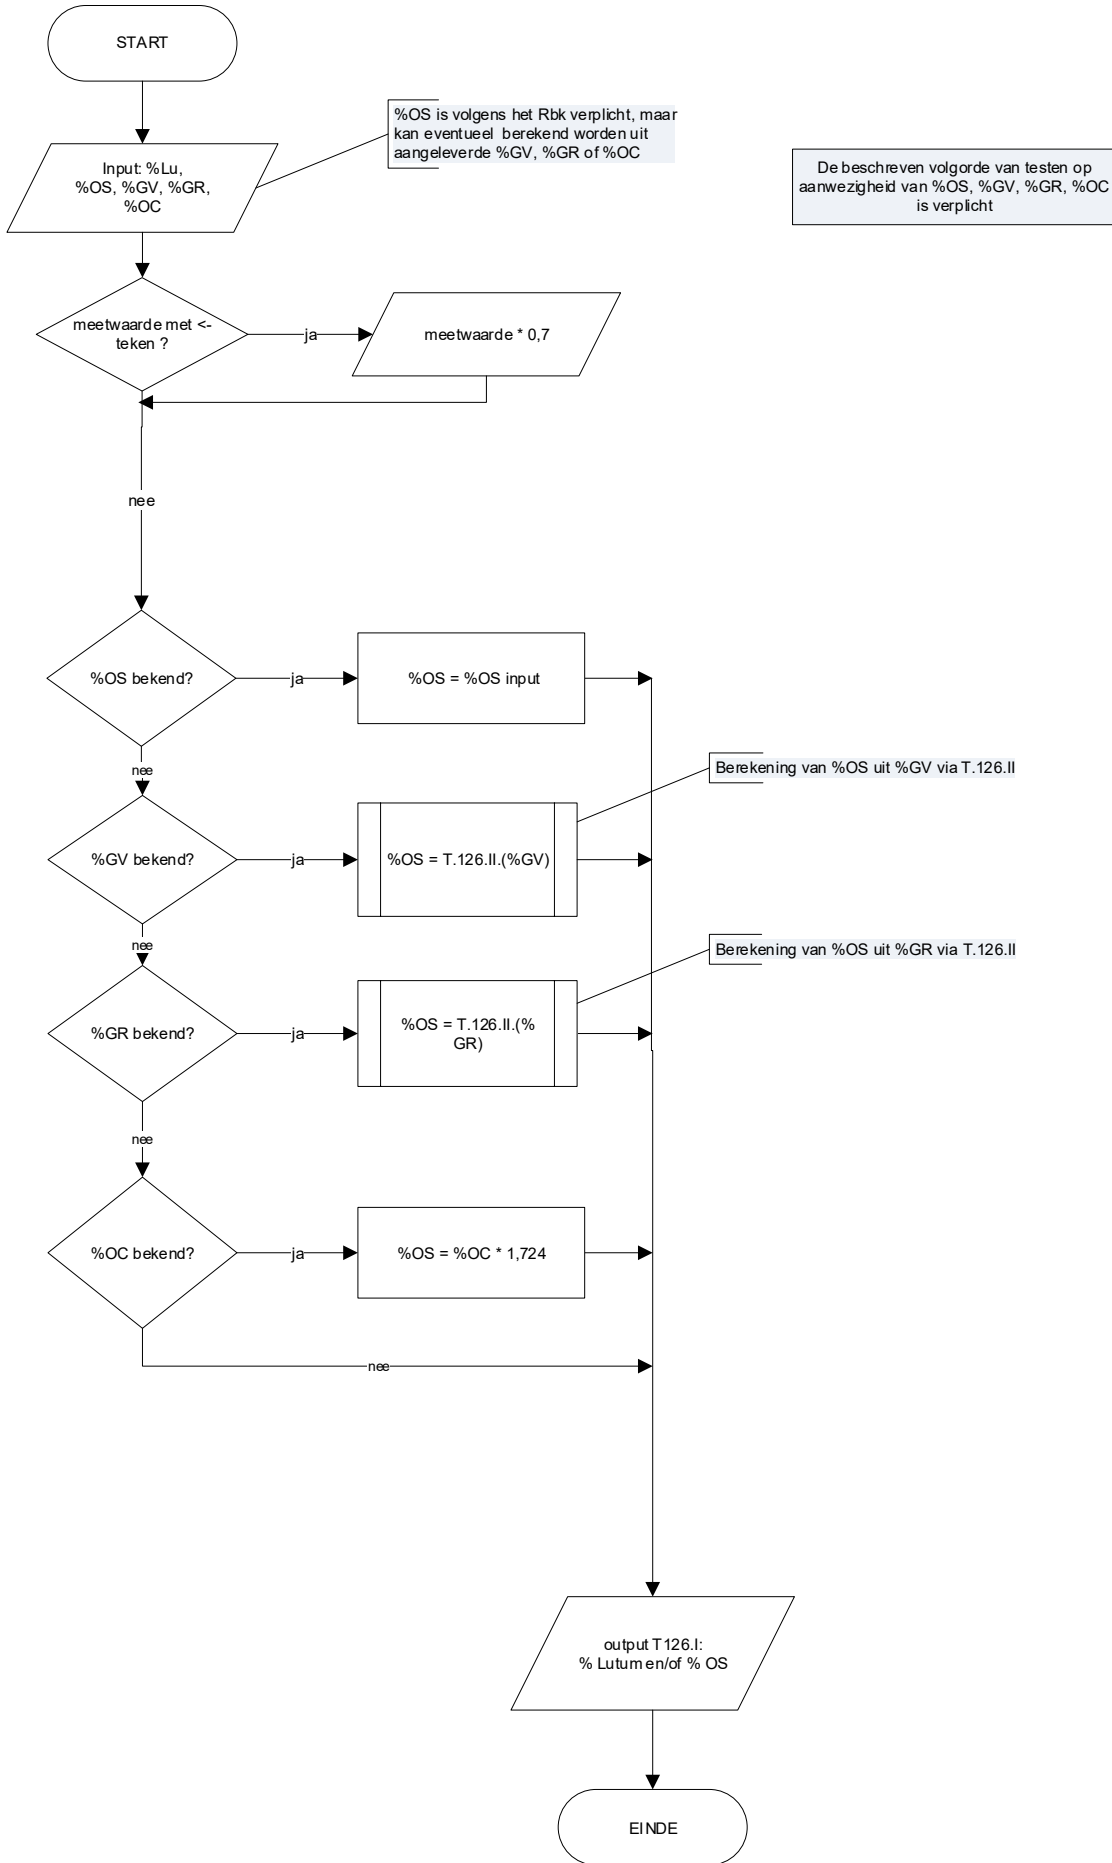 START
%OS is volgens het Rbk verplicht, maar
kan eventueel berekend worden uit
aangeleverde %GV, %GR of %OC
Input: %Lu,
%OS, %GV, %GR,
%OC
De beschreven volgorde van testen op
aanwezigheid van %OS, %GV, %GR, %OC
is verplicht
meetwaarde met <-
teken ?
ja
meetwaarde * 0,7
nee
%OS bekend?
ja
%OS = %OS input
nee
Berekening van %OS uit %GV via T.126.II
%GV bekend?
ja
%OS = T.126.II.(%GV)
nee
Berekening van %OS uit %GR via T.126.II
%GR bekend?
ja
%OS = T.126.II.(%
GR)
nee
%OC bekend?
ja
%OS = %OC * 1,724
nee
output T126.I:
% Lutum en/of % OS
EINDE